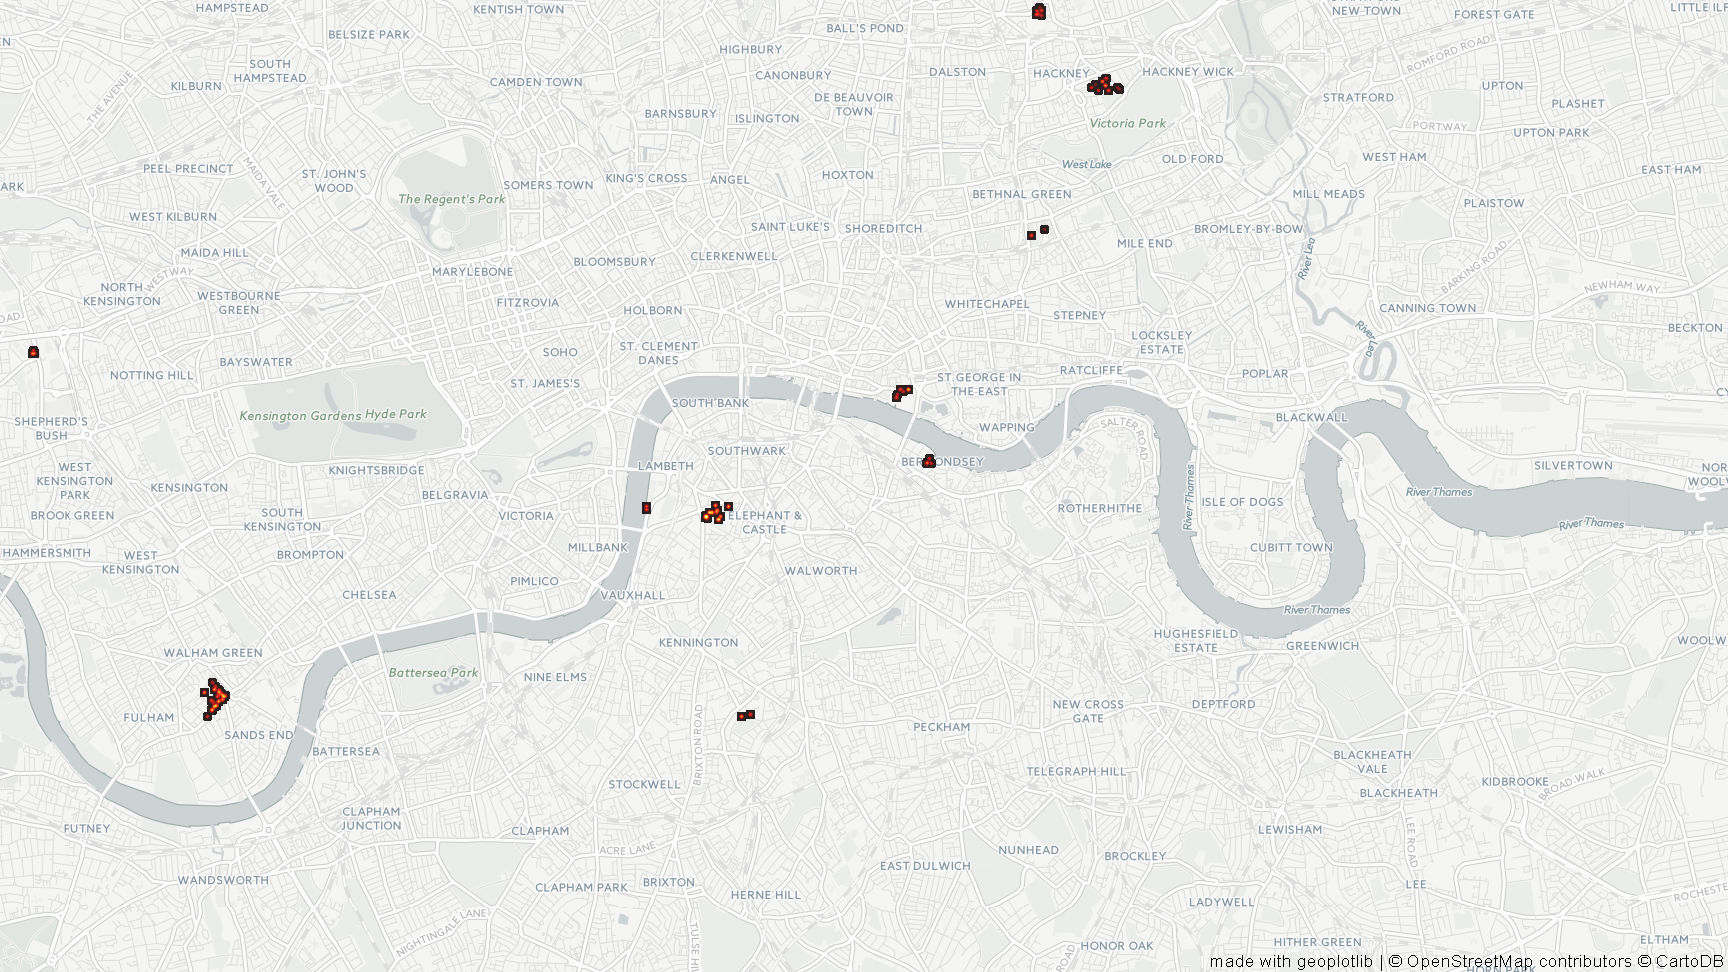 HAMPSTEAD
KENTISH TOWN
BELSIZE PARK
BALL'S POND
NEW TOWN
FOREST GATE
HIGHBURY
SOUTH
HAMPSTEAD
KILBURN
THE AVENUE
CAMDEN TOWN
CANONBURY
DALSTON
HACKNEY
HACKNEY WICK
ROMFORD ROAD
UPTON
STRATFORD
PLASHET
DE BEAUVOIR
TOWN
BARNSBURY
ISLINGTON
Victoria Park
PORTWAY
UPTON PARK
PEEL PRECINCT
MAIDA VALE
ST. JOHN'S
WOOD
The Regent's Park
SOMERS TOWN
KING'S CROSS
ANGEL
HOXTON
West Lake
OLD FORD
WEST HAM
EAST HAM
BETHNAL GREEN
MILL MEADS
PLAISTOW
WEST KILBURN
MAIDA HILL
SAINT LUKE'S
SHOREDITCH
MILE END
BROMLEY-BY-BOW
River Lea
BARKING ROAD
WESTWAY
MARYLEBONE
BLOOMSBURY
CLERKENWELL
NORTH
KENSINGTON
WESTBOURNE
GREEN
FITZROVIA
HOLBORN
WHITECHAPEL
STEPNEY
NEWHAM WAY
CANNING TOWN
BECKTON
LOCKSLEY
ESTATE
River Lea
BAYSWATER
NOTTING HILL
SOHO
ST. CLEMENT
DANES
ST. JAMES'S
ST.GEORGE IN
THE EAST
RATCLIFFE
POPLAR
Kensington Gardens
Hyde Park
SOUTH BANK
SHEPHERD'S
BUSH
WAPPING
SALTER ROAD
BLACKWALL
SOUTHWARK
LAMBETH
BERMONDSEY
SILVERTOWN
WEST
KENSINGTON
PARK
KNIGHTSBRIDGE
KENSINGTON
BELGRAVIA
River Thames
River Thames
BROOK GREEN
SOUTH
KENSINGTON
VICTORIA
ELEPHANT &
CASTLE
ROTHERHITHE
ISLE OF DOGS
River Thames
HAMMERSMITH
WEST
KENSINGTON
BROMPTON
MILLBANK
CUBITT TOWN
PIMLICO
WALWORTH
CHELSEA
VAUXHALL
River Thames
WALHAM GREEN
KENNINGTON
HUGHESFIELD
ESTATE
GREENWICH
Battersea Park
NINE ELMS
FULHAM
SANDS END
BATTERSEA
BRIXTON ROAD
PECKHAM
NEW CROSS
GATE
DEPTFORD
BLACKHEATH
VALE
TELEGRAPH HILL
STOCKWELL
KIDBROOKE
BROAD WALK
BLACKHEATH
CLAPHAM
JUNCTION
CLAPHAM
ACRE LANE
LEWISHAM
LEE ROAD
NUNHEAD
BROCKLEY
EAST DULWICH
WANDSWORTH
CLAPHAM PARK
BRIXTON
HERNE HILL
LEE
LADYWELL
NIGHTINGALE LANE
HONOR OAK
HITHER GREEN
ELTHAM
made with geoplotlib | © OpenStreetMap contributors © CartoDB